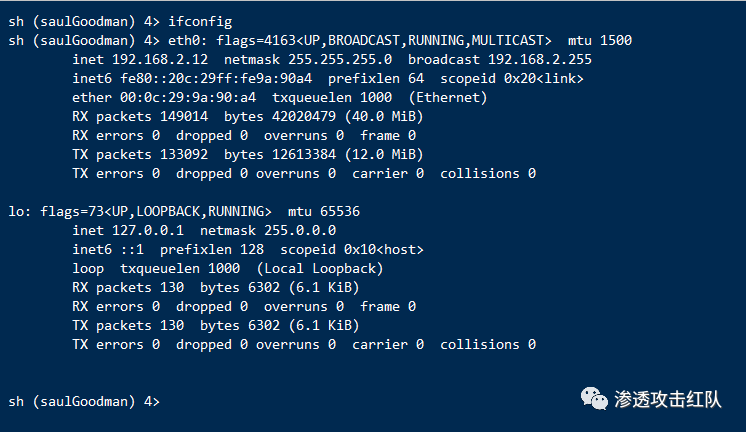 sh (saulGoodman) 4> ifconfig
sh (saulGoodman) 4> eth0: flags=4163<UP,BROADCAST,RUNNING,MULTICAST>  mtu 1500
        inet 192.168.2.12  netmask 255.255.255.0  broadcast 192.168.2.255
        inet6 fe80::20c:29ff:fe9a:90a4  prefixlen 64  scopeid 0x20<link>
        ether 00:0c:29:9a:90:a4  txqueuelen 1000  (Ethernet)
        RX packets 149014  bytes 42020479 (40.0 MiB)
        RX errors 0  dropped 0  overruns 0  frame 0
        TX packets 133092  bytes 12613384 (12.0 MiB)
        TX errors 0  dropped 0 overruns 0  carrier 0  collisions 0
lo: flags=73<UP,LOOPBACK,RUNNING>  mtu 65536
        inet 127.0.0.1  netmask 255.0.0.0
        inet6 ::1  prefixlen 128  scopeid 0x10<host>
        loop  txqueuelen 1000  (Local Loopback)
        RX packets 130  bytes 6302 (6.1 KiB)
        RX errors 0  dropped 0  overruns 0  frame 0
        TX packets 130  bytes 6302 (6.1 KiB)
        TX errors 0  dropped 0 overruns 0  carrier 0  collisions 0
sh (saulGoodman) 4>
渗透攻击红队